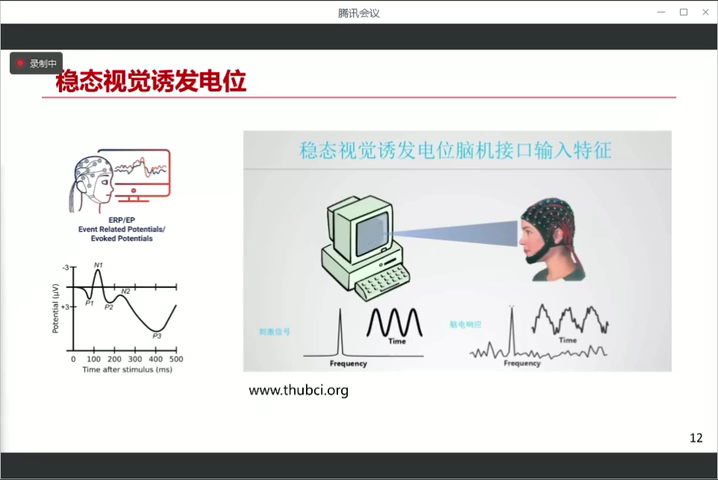 腾讯会议
录制中
稳态视觉诱发电位
稳态视觉诱发电位脑机接口输入特征
ERP/EP
Event Related Potentials/
Evoked Potentials
-3
+3
Potential (μV)
N1
P1
P2
N2
P3
0 100 200 300 400 500
Time after stimulus (ms)
刺激信号
Time
Frequency
脑电响应
Time
Frequency
www.thubci.org
12